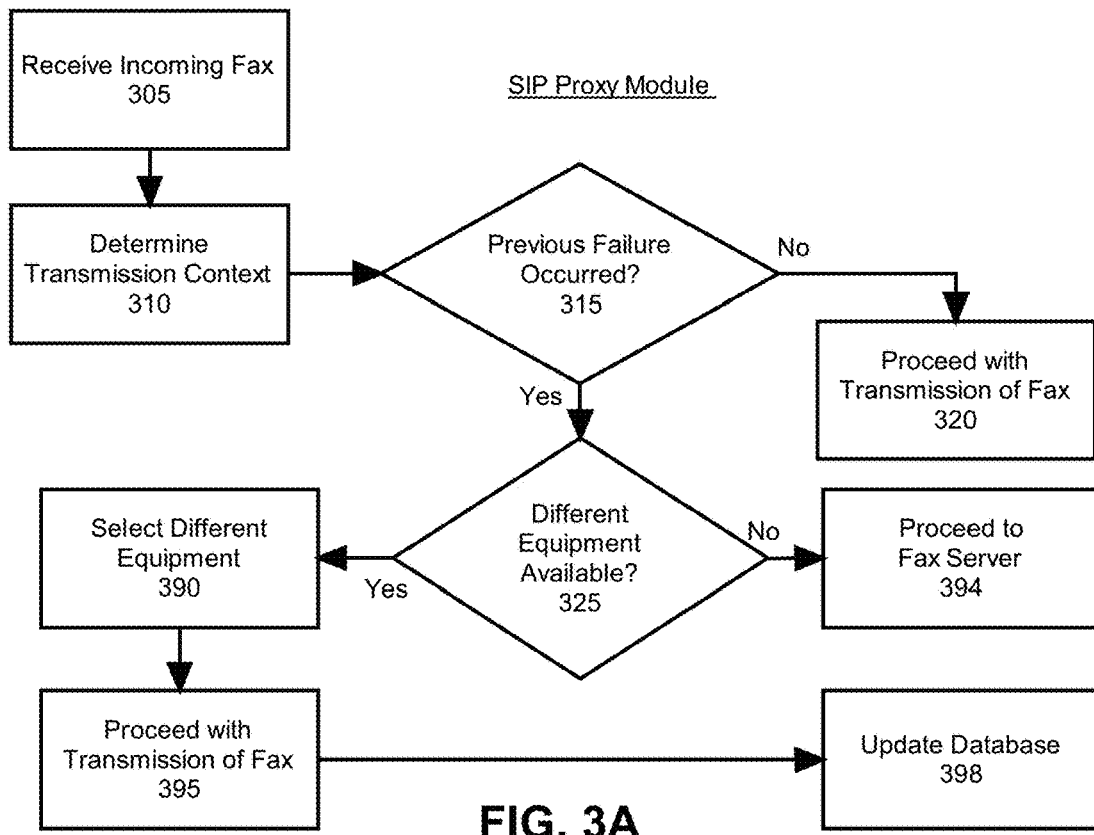 Receive Incoming Fax
305
SIP Proxy Module
Determine
Transmission Context
310
Previous Failure
Occurred?
315
No
Proceed with
Transmission of Fax
320
Yes
Different
Equipment
Available?
325
No
Proceed to
Fax Server
394
Yes
Select Different
Equipment
390
Proceed with
Transmission of Fax
395
Update Database
398
FIG. 3A